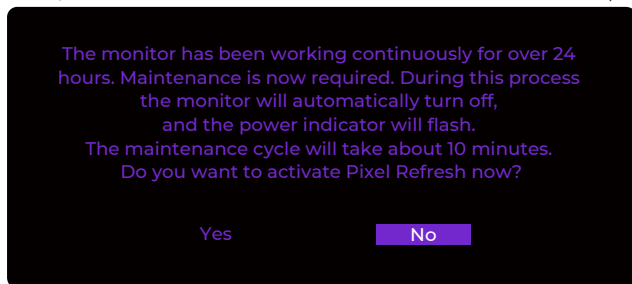 The monitor has been working continuously for over 24
hours. Maintenance is now required. During this process
the monitor will automatically turn off,
and the power indicator will flash.
The maintenance cycle will take about 10 minutes.
Do you want to activate Pixel Refresh now?
Yes
No